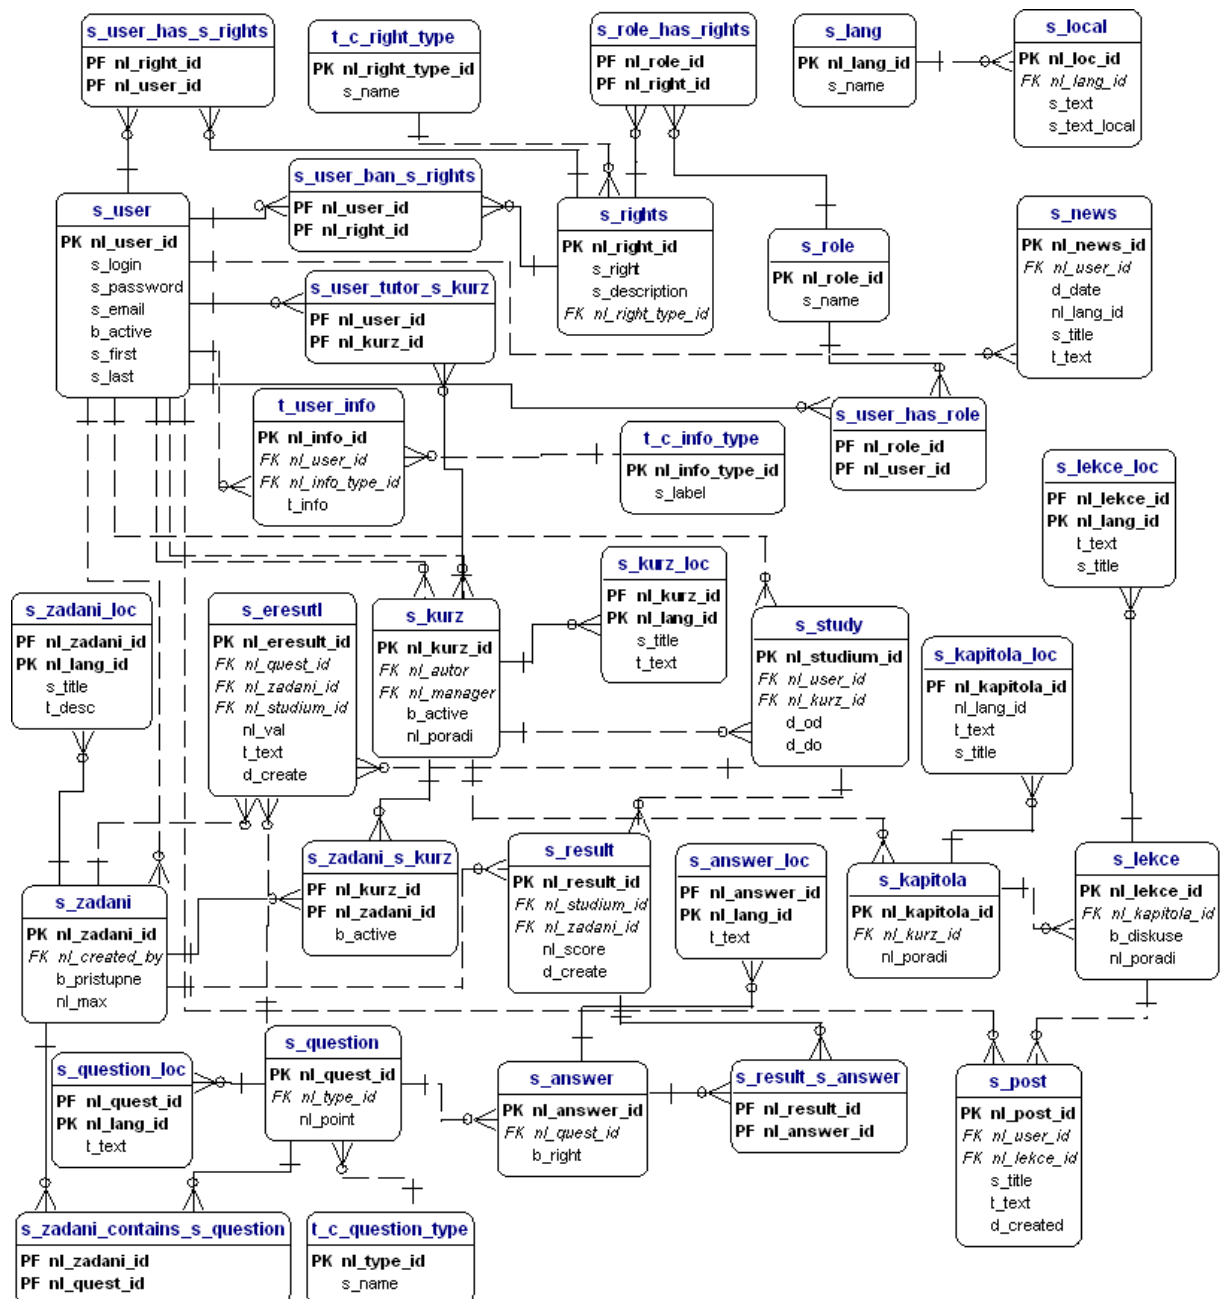 s_user_has_s_rights
PF nl_right_id
PF nl_user_id
t_c_right_type
PK nl_right_type_id
s_name
s_role_has_rights
PF nl_role_id
PF nl_right_id
s_lang
PK nl_lang_id
s_name
s_local
PK nl_loc_id
FK nl_lang_id
s_text
s_text_local
s_user_ban_s_rights
PF nl_user_id
PF nl_right_id
s_user
PK nl_user_id
s_login
s_password
s_email
b_active
s_first
s_last
s_rights
PK nl_right_id
s_right
s_description
FK nl_right_type_id
s_role
PK nl_role_id
s_name
s_news
PK nl_news_id
FK nl_user_id
d_date
nl_lang_id
s_title
t_text
s_user_tutor_s_kurz
PF nl_user_id
PF nl_kurz_id
t_user_info
PK nl_info_id
FK nl_user_id
FK nl_info_type_id
t_info
t_c_info_type
PK nl_info_type_id
s_label
s_user_has_role
PF nl_role_id
PF nl_user_id
s_lekce_loc
PF nl_lekce_id
PK nl_lang_id
t_text
s_title
s_zadani_loc
PF nl_zadani_id
PK nl_lang_id
s_title
t_desc
s_eresutl
PK nl_eresult_id
FK nl_quest_id
FK nl_zadani_id
FK nl_studium_id
nl_val
t_text
d_create
s_kurz
PK nl_kurz_id
FK nl_autor
FK nl_manager
b_active
nl_poradi
s_kurz_loc
PF nl_kurz_id
PK nl_lang_id
s_title
t_text
s_study
PK nl_studium_id
FK nl_user_id
FK nl_kurz_id
d_od
d_do
s_kapitola_loc
PF nl_kapitola_id
nl_lang_id
t_text
s_title
s_zadani
PK nl_zadani_id
FK nl_created_by
b_pristupne
nl_max
s_zadani_s_kurz
PF nl_kurz_id
PF nl_zadani_id
b_active
s_result
PK nl_result_id
FK nl_studium_id
FK nl_zadani_id
nl_score
d_create
s_answer_loc
PF nl_answer_id
PK nl_lang_id
t_text
s_kapitola
PK nl_kapitola_id
FK nl_kurz_id
nl_poradi
s_lekce
PK nl_lekce_id
FK nl_kapitola_id
b_diskuse
nl_poradi
s_question_loc
PF nl_quest_id
PK nl_lang_id
t_text
s_question
PK nl_quest_id
FK nl_type_id
nl_point
s_answer
PK nl_answer_id
FK nl_quest_id
b_right
s_result_s_answer
PF nl_result_id
PF nl_answer_id
s_post
PK nl_post_id
FK nl_user_id
FK nl_lekce_id
s_title
t_text
d_created
s_zadani_contains_s_question
PF nl_zadani_id
PF nl_quest_id
t_c_question_type
PK nl_type_id
s_name